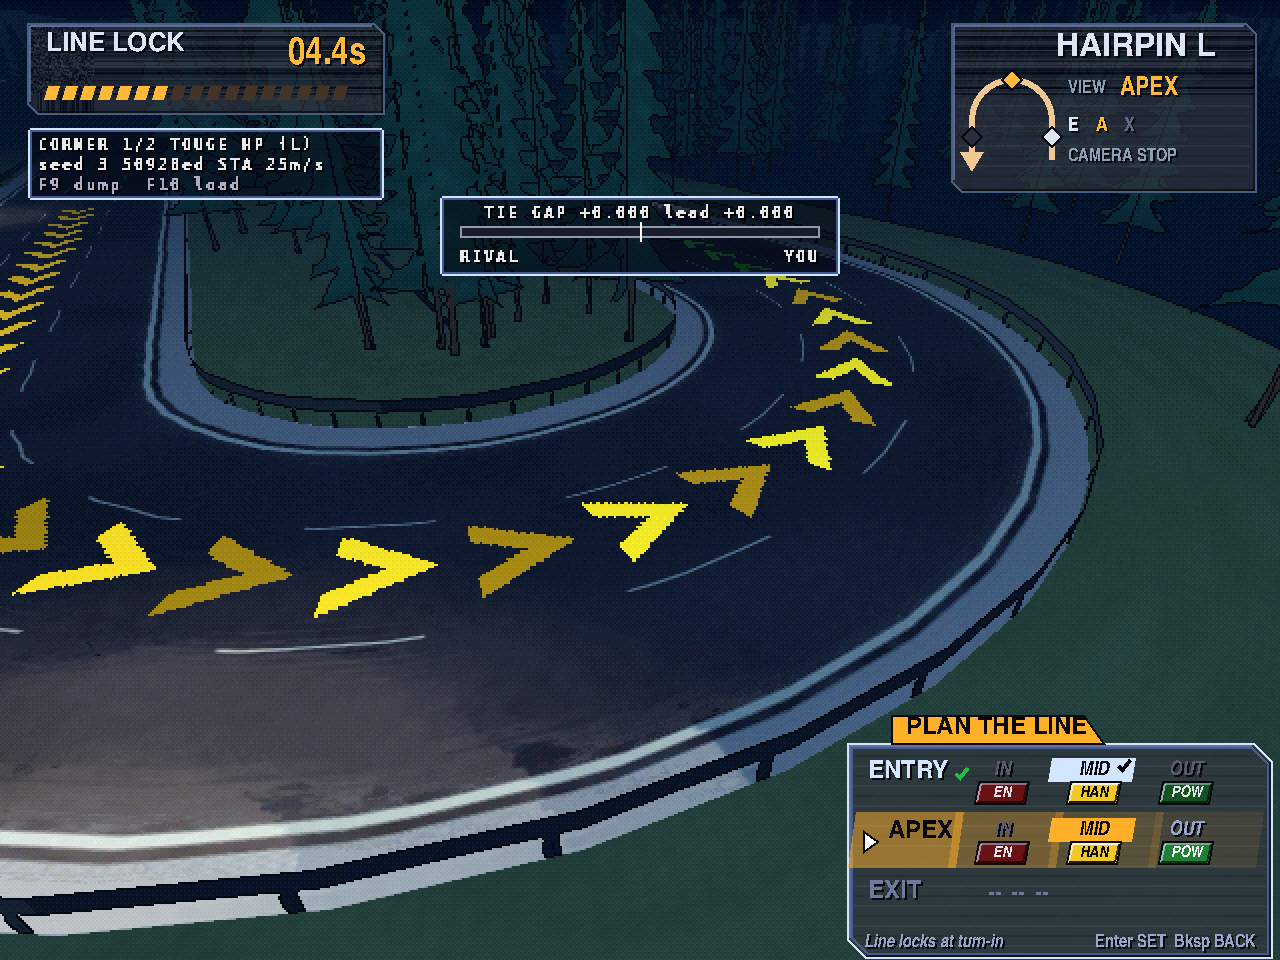 LINE LOCK
04.4s
CORNER 1/2 TOUGE HP (L)
seed 3 58928ed STA 25m/s
F9 dump F10 load
TIE GAP +0.000 lead +0.000
RIVAL YOU
HAIRPIN L
VIEW APEX
E A X
CAMERA STOP
PLAN THE LINE
ENTRY IN MID OUT
EN HAN POW
APEX IN MID OUT
EN HAN POW
EXIT -- -- --
Line locks at turn-in
Enter SET Bksp BACK